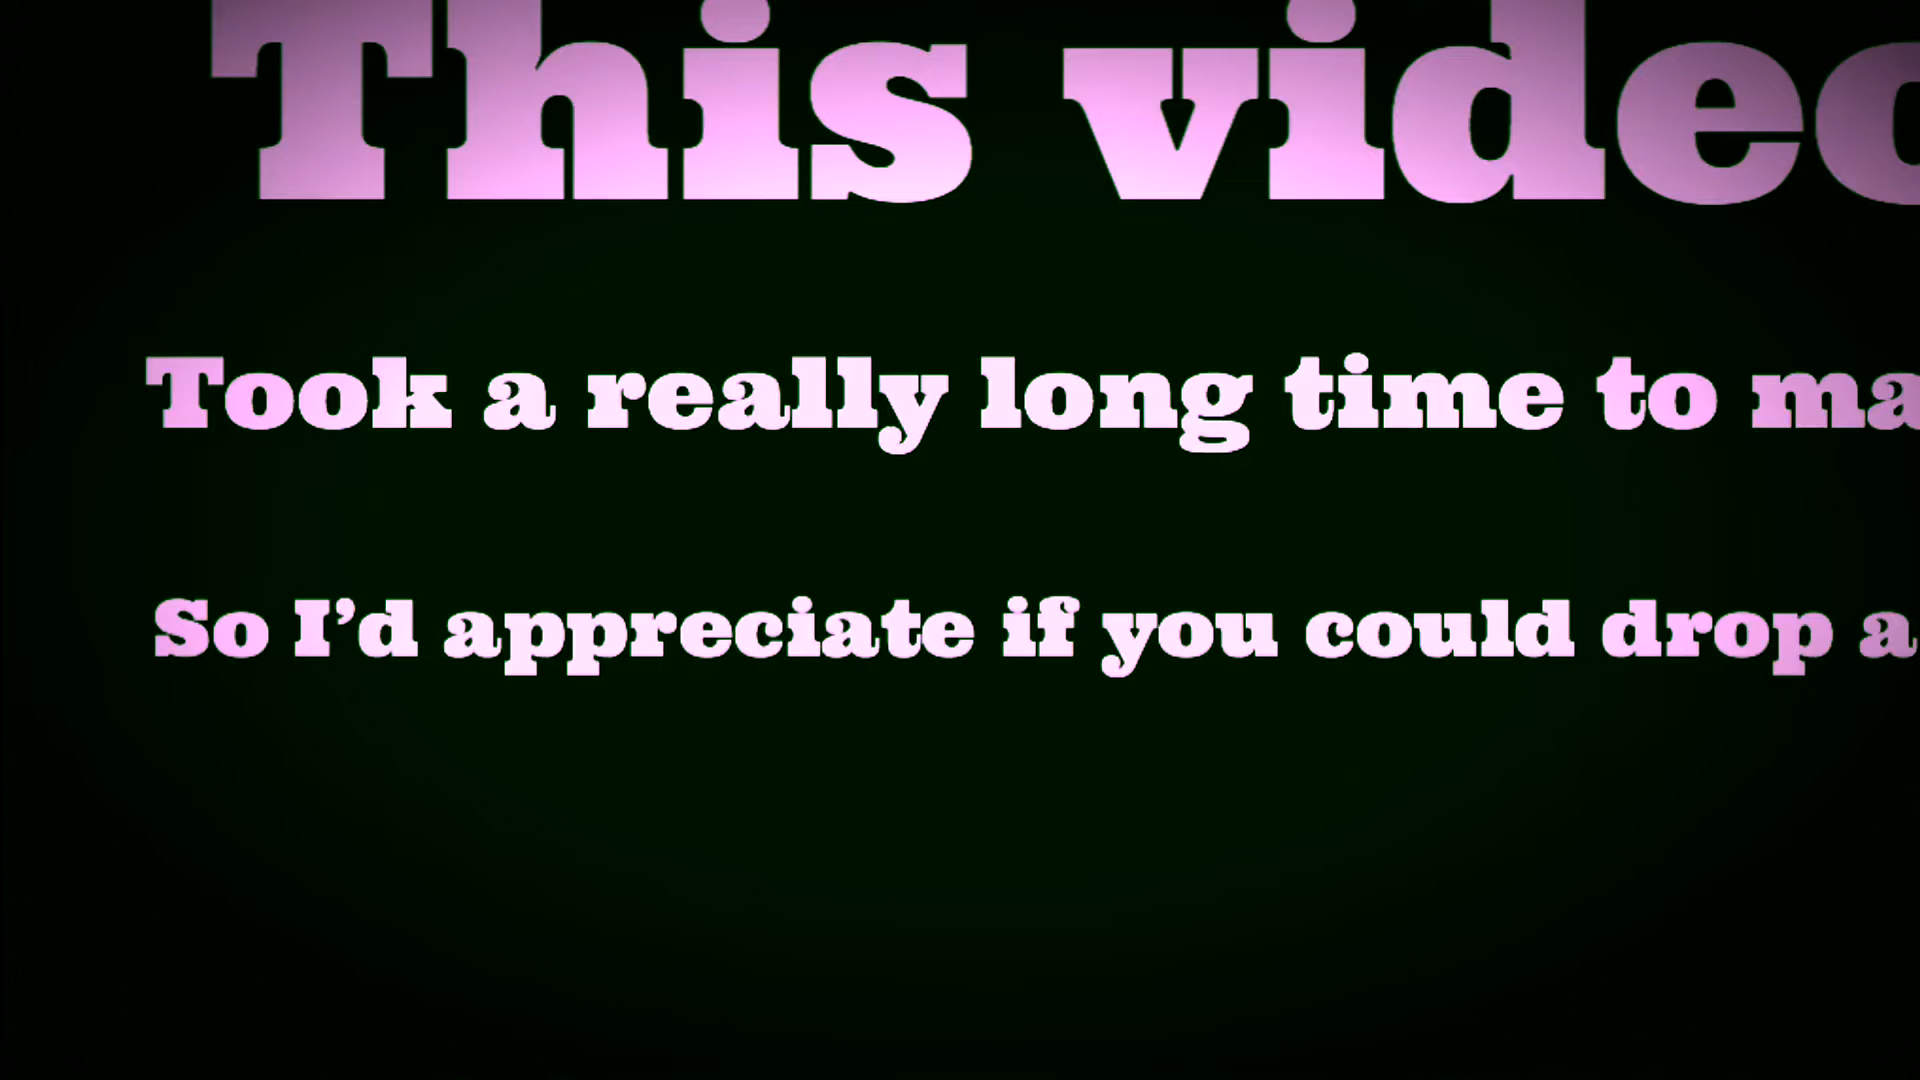 This video
Took a really long time to ma
So I'd appreciate if you could drop a